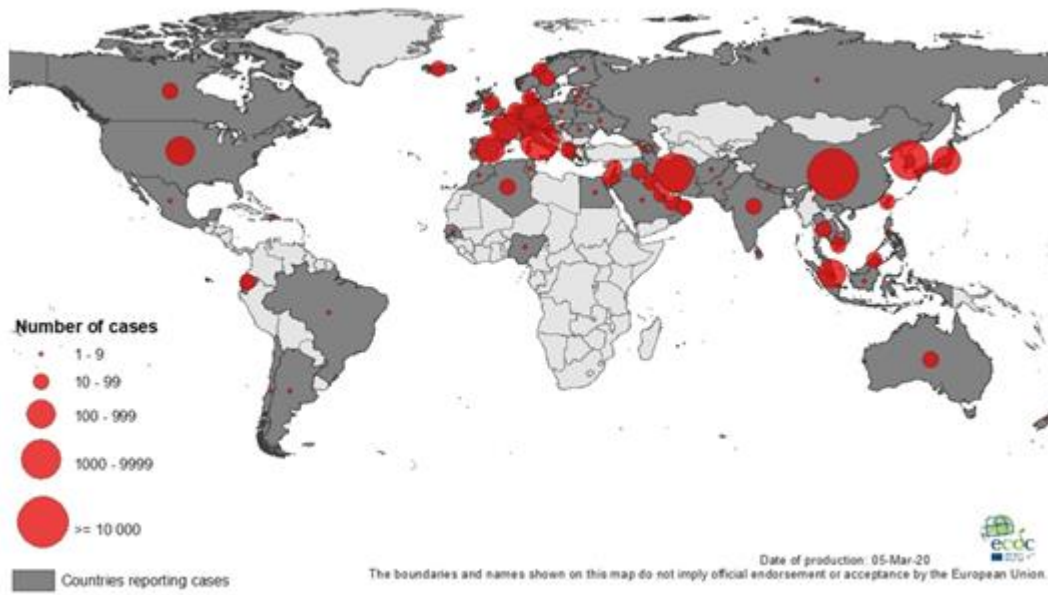 Number of cases
1 - 9
10 - 99
100 - 999
1000 - 9999
>= 10 000
Countries reporting cases
ecdc
Date of production: 05-Mar-20
The boundaries and names shown on this map do not imply official endorsement or acceptance by the European Union.